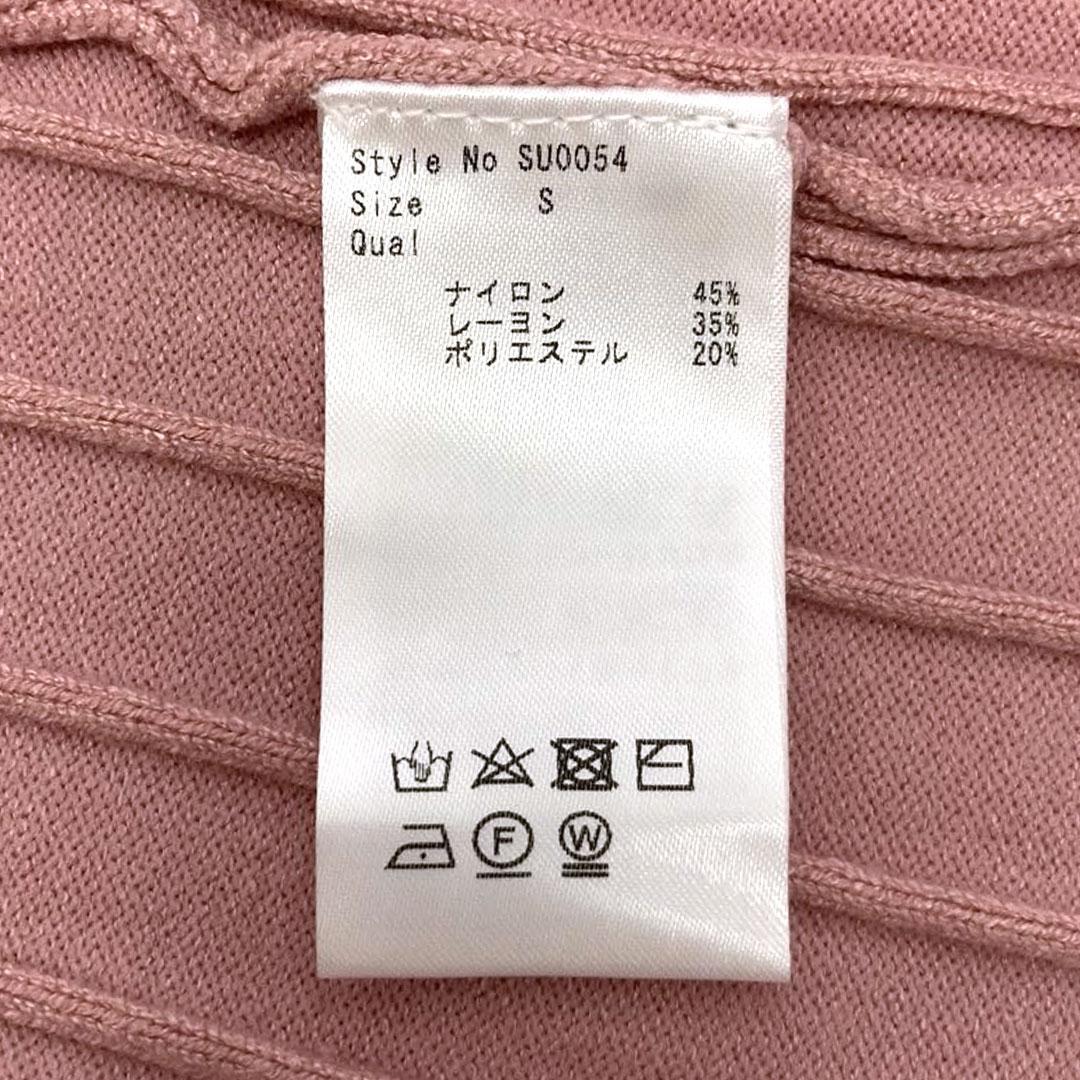 Style No SU0054
Size S
Qual
ナイロン 45%
レーヨン 35%
ポリエステル 20%
F W